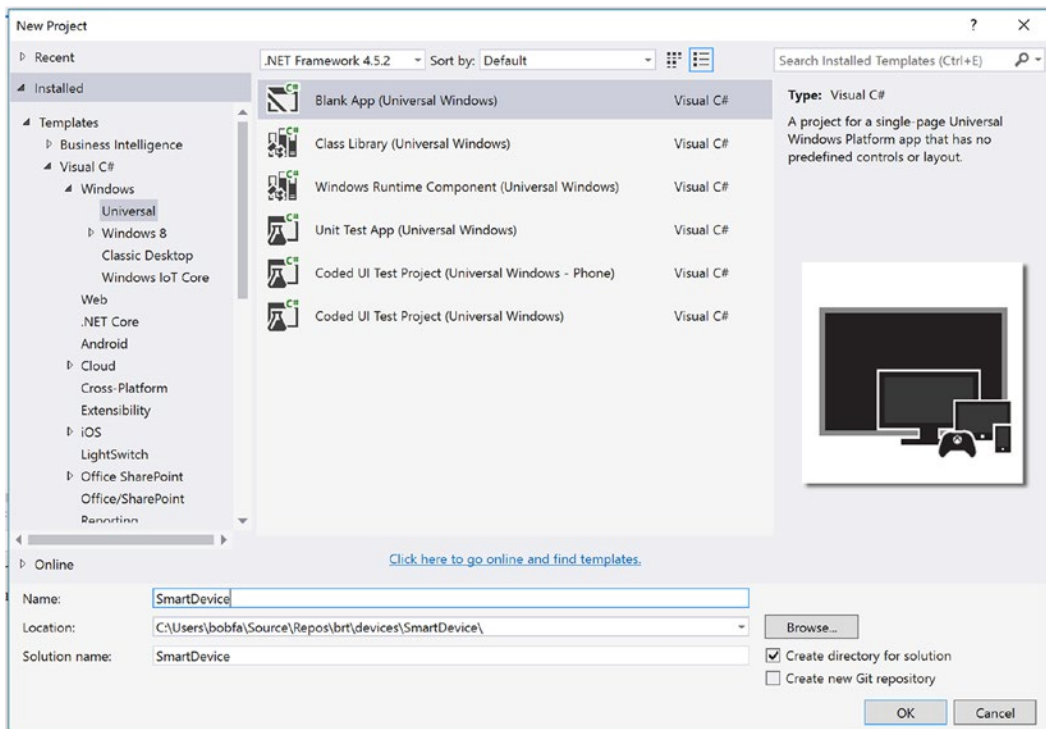 New Project
?
Recent
.NET Framework 4.5.2
Sort by: Default
Search Installed Templates (Ctrl+E)
Installed
Templates
Business Intelligence
Visual C#
Windows
Universal
Windows 8
Classic Desktop
Windows IoT Core
Web
.NET Core
Android
Cloud
Cross-Platform
Extensibility
iOS
LightSwitch
Office SharePoint
Office/SharePoint
Reporting
Online
C# Blank App (Universal Windows) Visual C#
C# Class Library (Universal Windows) Visual C#
C# Windows Runtime Component (Universal Windows) Visual C#
C# Unit Test App (Universal Windows) Visual C#
C# Coded UI Test Project (Universal Windows - Phone) Visual C#
C# Coded UI Test Project (Universal Windows) Visual C#
Click here to go online and find templates.
Type: Visual C#
A project for a single-page Universal
Windows Platform app that has no
predefined controls or layout.
Name: SmartDevice
Location: C:\Users\bobfa\Source\Repos\brt\devices\SmartDevice\
Browse...
Solution name: SmartDevice
Create directory for solution
Create new Git repository
OK
Cancel